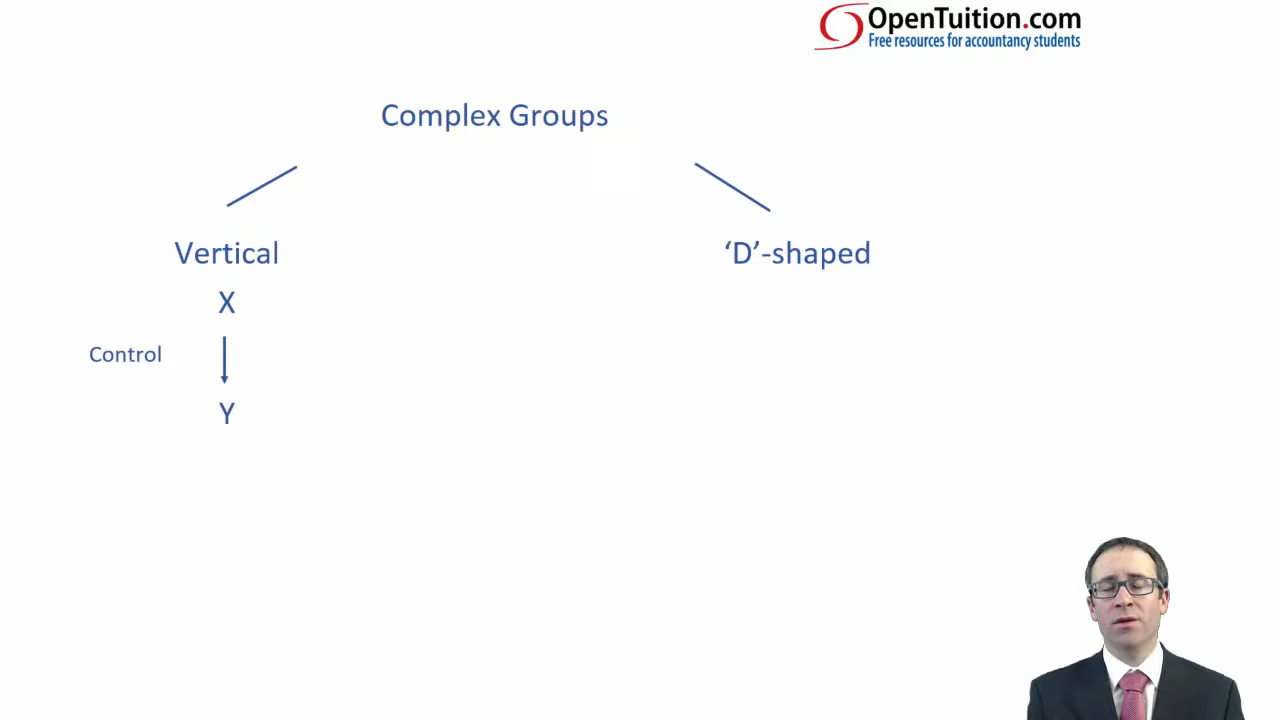 OpenTuition.com
Free resources for accountancy students
Complex Groups
Vertical
‘D’-shaped
X
Control
Y